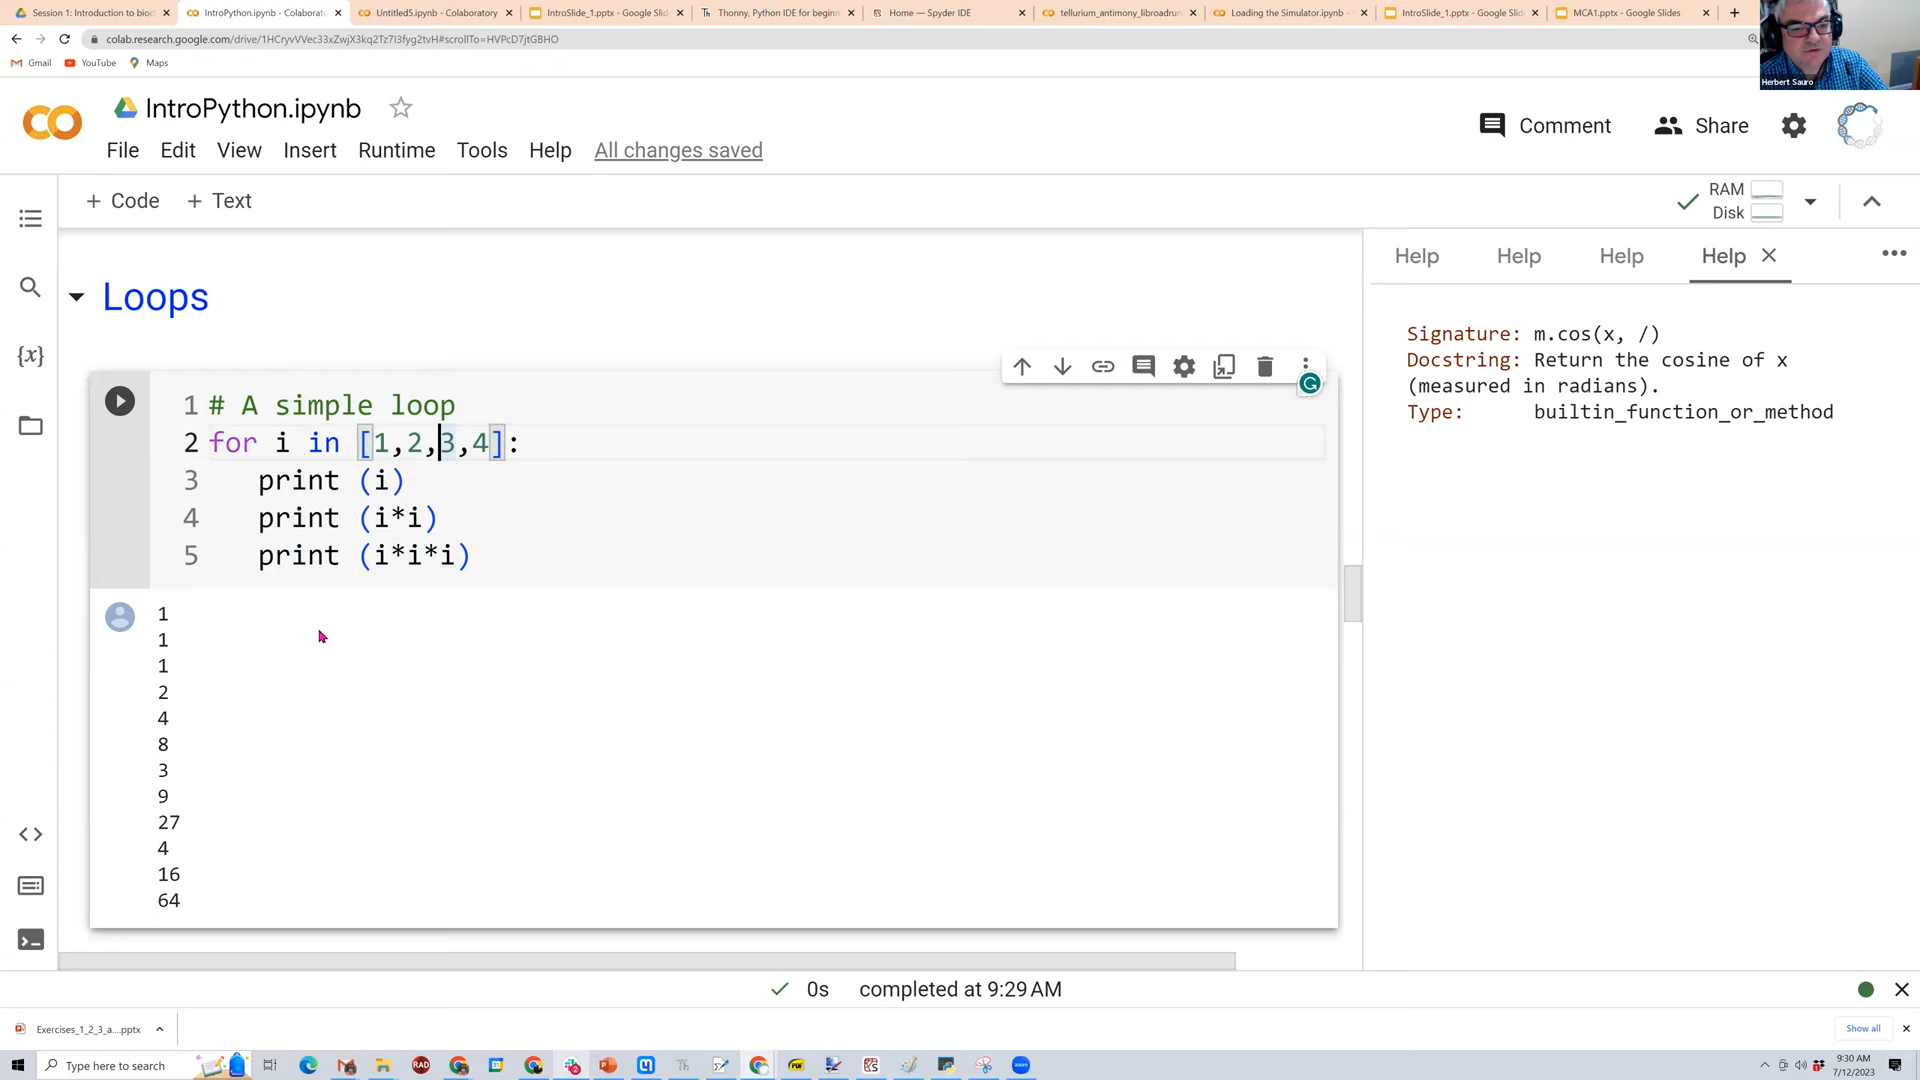 Session 1: Introduction to bioc
IntroPython.ipynb - Colaborato
Untitled5.ipynb - Colaboratory
IntroSlide_1.pptx - Google Slid
Thonny, Python IDE for beginn
Home — Spyder IDE
tellurium_antimony_libroadrun
Loading the Simulator.ipynb -
IntroSlide_1.pptx - Google Slid
MCA1.pptx - Google Slides
colab.research.google.com/drive/1HCryvVVec33xZwjX3kq2Tz7I3fyg2tvH#scrollTo=HVPcD7jtGBHO
Gmail YouTube Maps
Herbert Sauro
IntroPython.ipynb
Comment Share
File Edit View Insert Runtime Tools Help All changes saved
+ Code + Text
RAM
Disk
Help Help Help Help
Loops
1 # A simple loop
2 for i in [1,2,3,4]:
3 print (i)
4 print (i*i)
5 print (i*i*i)
1
1
1
2
4
8
3
9
27
4
16
64
Signature: m.cos(x, /)
Docstring: Return the cosine of x
(measured in radians).
Type: builtin_function_or_method
0s completed at 9:29 AM
Exercises_1_2_3_a....pptx
Show all
Type here to search
9:30 AM
7/12/2023